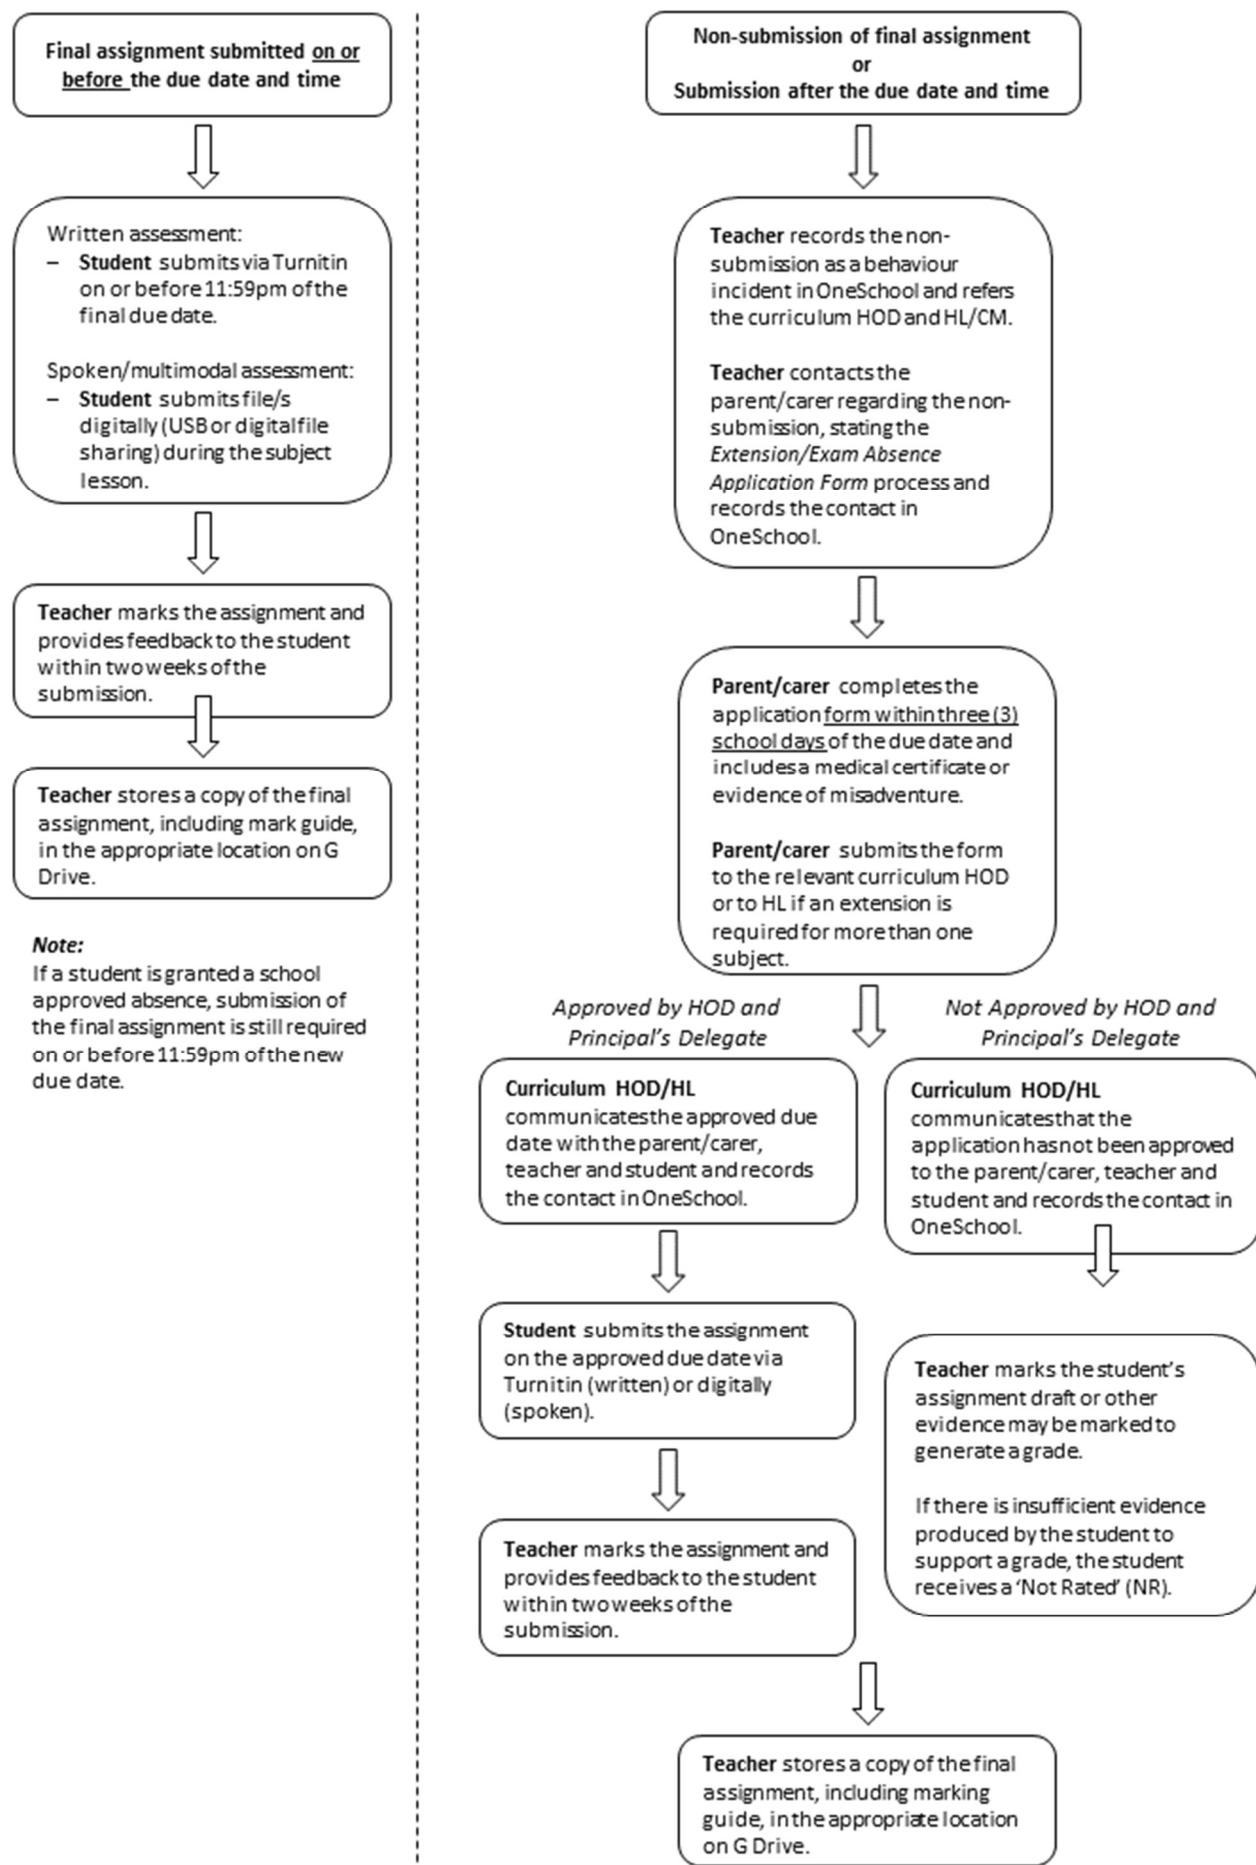 Final assignment submitted on or
before the due date and time
Written assessment:
– Student submits via Turnitin
on or before 11:59pm of the
final due date.
Spoken/multimodal assessment:
– Student submits file/s
digitally (USB or digital file
sharing) during the subject
lesson.
Teacher marks the assignment and
provides feedback to the student
within two weeks of the
submission.
Teacher stores a copy of the final
assignment, including mark guide,
in the appropriate location on G
Drive.
Note:
If a student is granted a school
approved absence, submission of
the final assignment is still required
on or before 11:59pm of the new
due date.
Non-submission of final assignment
or
Submission after the due date and time
Teacher records the non-
submission as a behaviour
incident in OneSchool and refers
the curriculum HOD and HL/CM.
Teacher contacts the
parent/carer regarding the non-
submission, stating the
Extension/Exam Absence
Application Form process and
records the contact in
OneSchool.
Parent/carer completes the
application form within three (3)
school days of the due date and
includes a medical certificate or
evidence of misadventure.
Parent/carer submits the form
to the relevant curriculum HOD
or to HL if an extension is
required for more than one
subject.
Approved by HOD and
Principal's Delegate
Curriculum HOD/HL
communicates the approved due
date with the parent/carer,
teacher and student and records
the contact in OneSchool.
Student submits the assignment
on the approved due date via
Turnitin (written) or digitally
(spoken).
Teacher marks the assignment and
provides feedback to the student
within two weeks of the
submission.
Not Approved by HOD and
Principal's Delegate
Curriculum HOD/HL
communicates that the
application has not been approved
to the parent/carer, teacher and
student and records the contact in
OneSchool.
Teacher marks the student's
assignment draft or other
evidence may be marked to
generate a grade.
If there is insufficient evidence
produced by the student to
support a grade, the student
receives a 'Not Rated' (NR).
Teacher stores a copy of the final
assignment, including marking
guide, in the appropriate location
on G Drive.